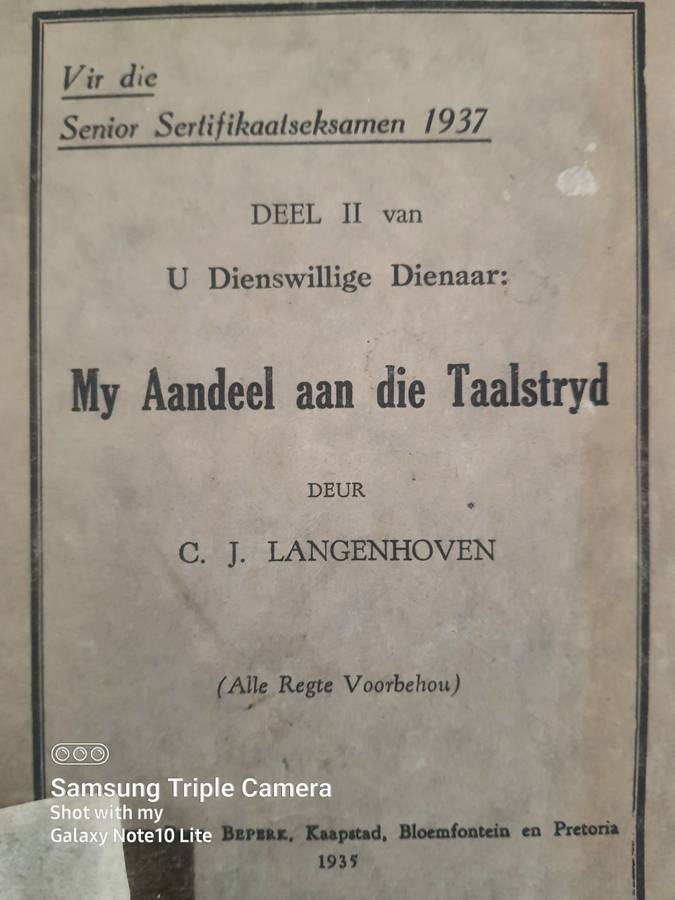 Vir die
Senior Sertifikaatseksamen 1937
DEEL II van
U Dienswillige Dienaar:
My Aandeel aan die Taalstryd
DEUR
C. J. LANGENHOVEN
(Alle Regte Voorbehou)
Samsung Triple Camera
Shot with my
Galaxy Note10 Lite
BEPERK, Kaapstad, Bloemfontein en Pretoria
1935